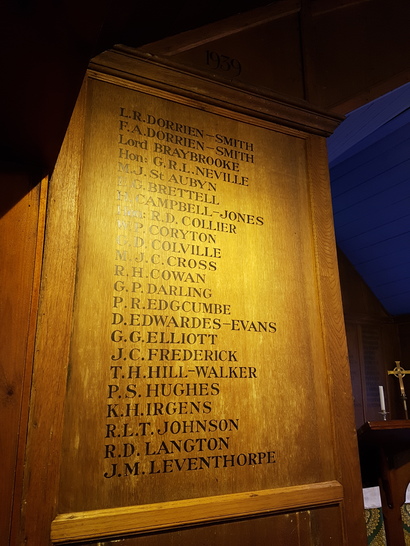 1939
L.R.DORRIEN-SMITH
F.A.DORRIEN-SMITH
Lord BRAYBROOKE
Hon: G.R.L.NEVILLE
M.J. St AUBYN
BRETTELL
CAMPBELL-JONES
R.D. COLLIER
CORYTON
D. COLVILLE
M.J.C.CROSS
R.H.COWAN
G.P.DARLING
P.R.EDGCUMBE
D.EDWARDES-EVANS
G.G.ELLIOTT
J.C.FREDERICK
T.H.HILL-WALKER
P.S.HUGHES
K.H.IRGENS
R.L.T.JOHNSON
R.D. LANGTON
J.M.LEVENTHORPE